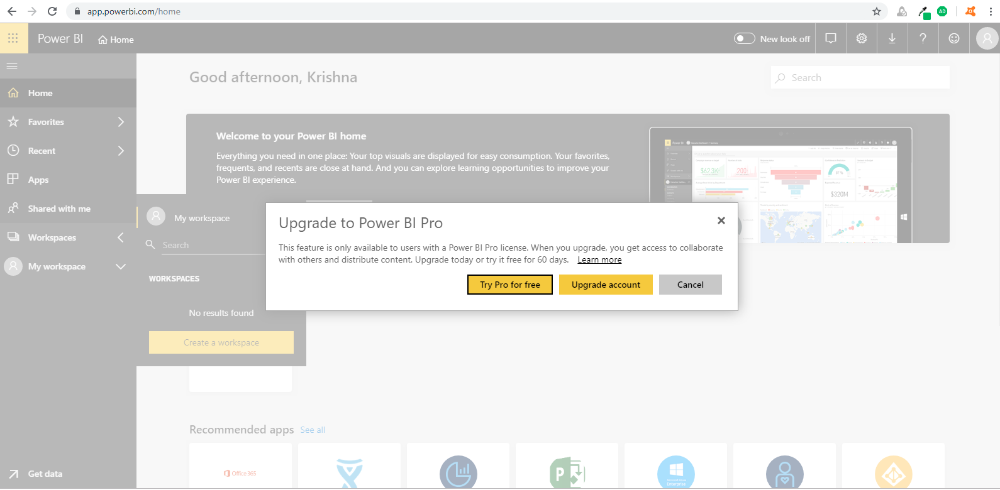 app.powerbi.com/home
AD
Power BI
Home
New look off
Good afternoon, Krishna
Search
Home
Favorites
Recent
Apps
Shared with me
Workspaces
My workspace
Get data
Welcome to your Power BI home
Everything you need in one place: Your top visuals are displayed for easy consumption. Your favorites,
frequents, and recents are close at hand. And you can explore learning opportunities to improve your
Power BI experience.
Power BI
$623K
200
97 %
$320M
My workspace
Search
WORKSPACES
No results found
Create a workspace
Upgrade to Power BI Pro
This feature is only available to users with a Power BI Pro license. When you upgrade, you get access to collaborate
with others and distribute content. Upgrade today or try it free for 60 days. Learn more
Try Pro for free
Upgrade account
Cancel
Recommended apps
See all
Office 365
P
Enterprise